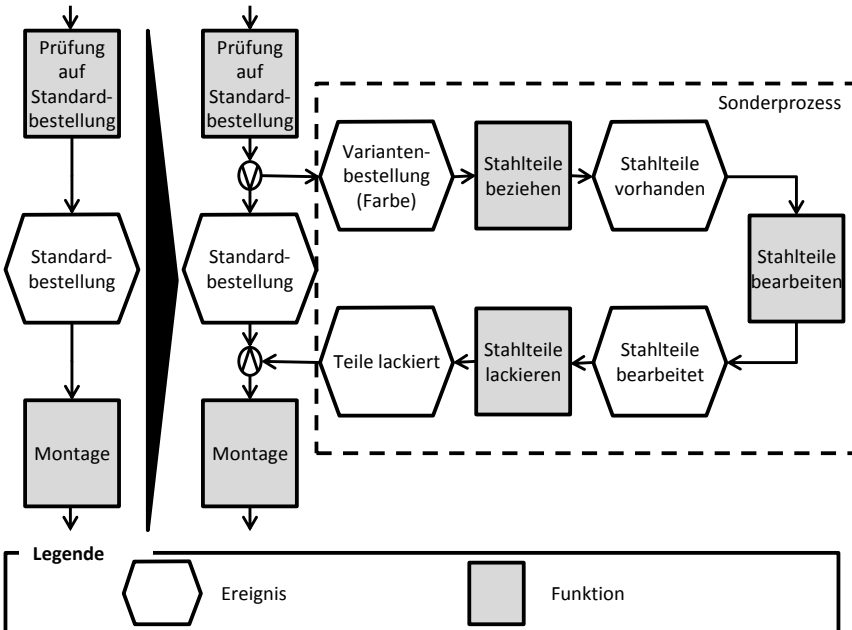 Prüfung
auf
Standard-
bestellung
Standard-
bestellung
Montage
Prüfung
auf
Standard-
bestellung
Standard-
bestellung
Montage
Sonderprozess
Varianten-
bestellung
(Farbe)
Stahlteile
beziehen
Stahlteile
vorhanden
Stahlteile
bearbeiten
Stahlteile
bearbeitet
Stahlteile
lackieren
Teile lackiert
Legende
Ereignis
Funktion